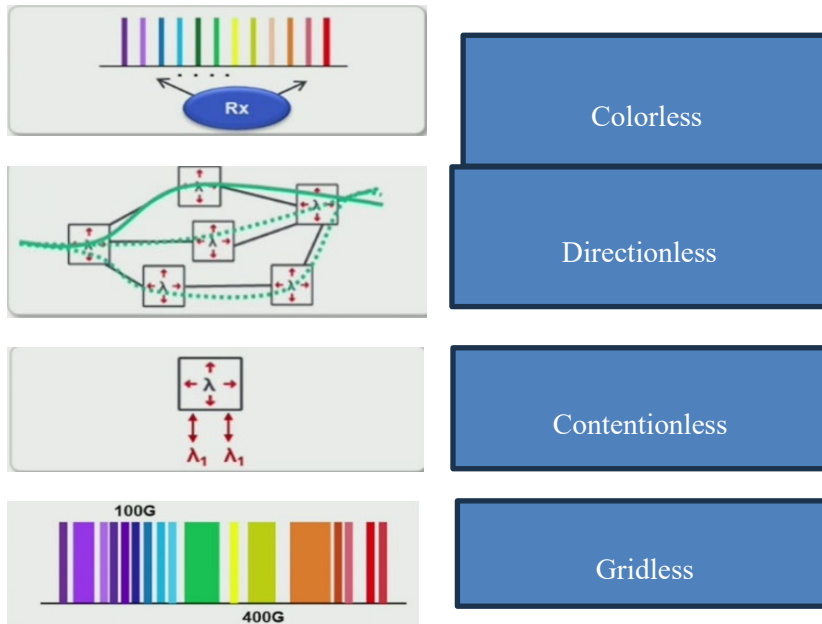 Rx
Colorless
λ
λ
λ
λ
λ
λ
Directionless
λ
λ₁ λ₁
Contentionless
100G
400G
Gridless